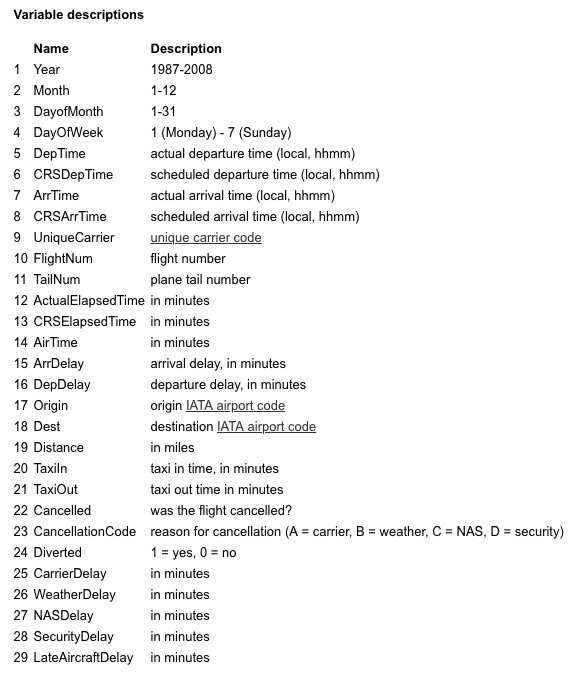 Variable descriptions
Name Description
1 Year 1987-2008
2 Month 1-12
3 DayofMonth 1-31
4 DayOfWeek 1 (Monday) - 7 (Sunday)
5 DepTime actual departure time (local, hhmm)
6 CRSDepTime scheduled departure time (local, hhmm)
7 ArrTime actual arrival time (local, hhmm)
8 CRSArrTime scheduled arrival time (local, hhmm)
9 UniqueCarrier unique carrier code
10 FlightNum flight number
11 TailNum plane tail number
12 ActualElapsedTime in minutes
13 CRSElapsedTime in minutes
14 AirTime in minutes
15 ArrDelay arrival delay, in minutes
16 DepDelay departure delay, in minutes
17 Origin origin IATA airport code
18 Dest destination IATA airport code
19 Distance in miles
20 TaxiIn taxi in time, in minutes
21 TaxiOut taxi out time in minutes
22 Cancelled was the flight cancelled?
23 CancellationCode reason for cancellation (A = carrier, B = weather, C = NAS, D = security)
24 Diverted 1 = yes, 0 = no
25 CarrierDelay in minutes
26 WeatherDelay in minutes
27 NASDelay in minutes
28 SecurityDelay in minutes
29 LateAircraftDelay in minutes